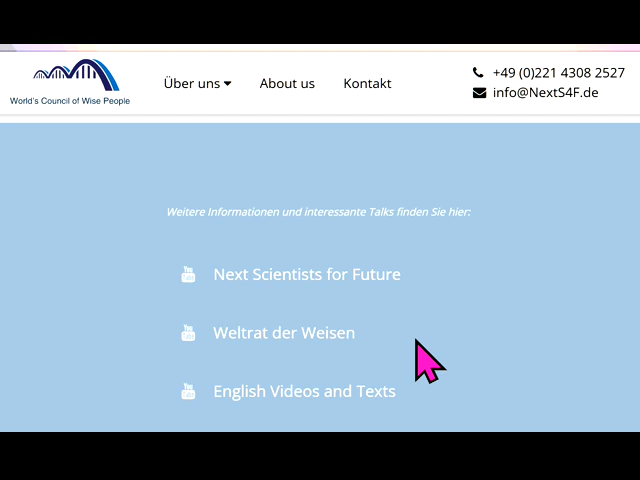 World's Council of Wise People
Über uns
About us
Kontakt
+49 (0)221 4308 2527
info@NextS4F.de
Weitere Informationen und interessante Talks finden Sie hier:
Next Scientists for Future
Weltrat der Weisen
English Videos and Texts